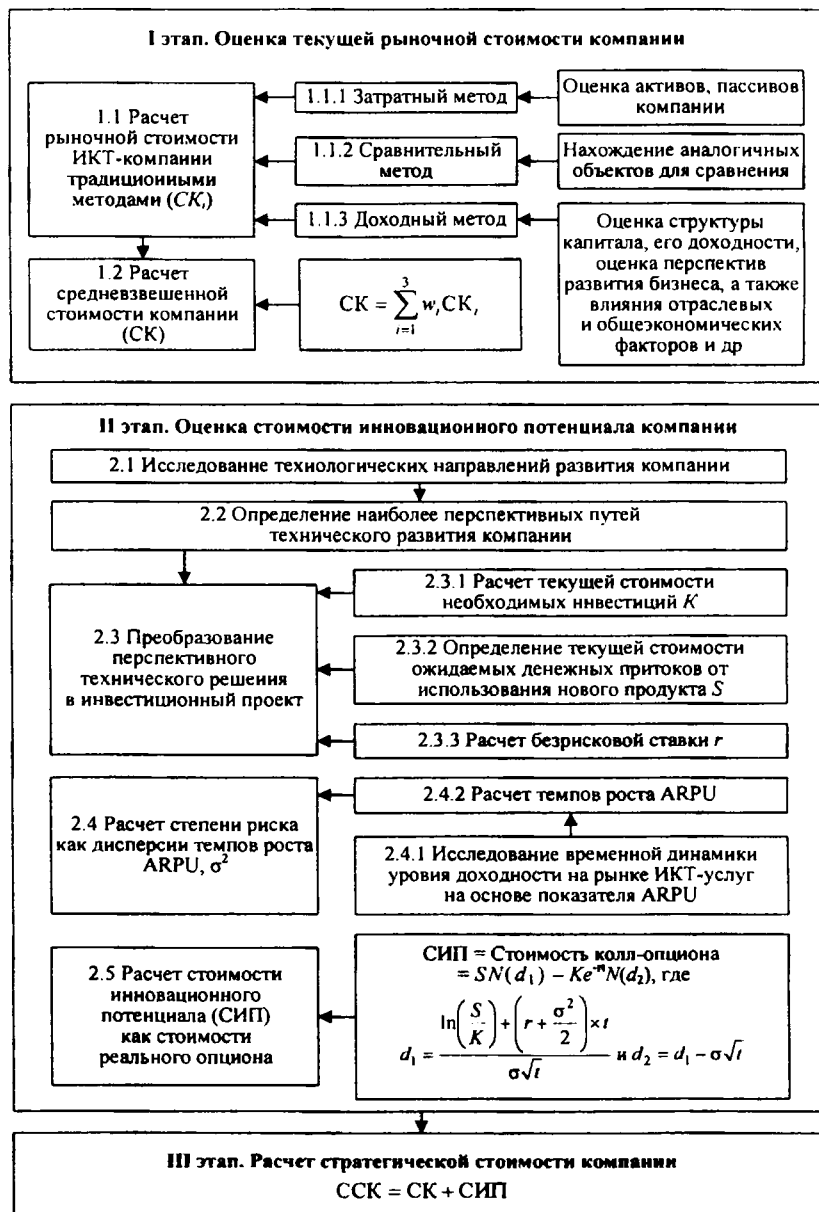 I этап. Оценка текущей рыночной стоимости компании
1.1 Расчет
рыночной стоимости
ИКТ-компании
традиционными
методами (СК_i)
1.1.1 Затратный метод
Оценка активов, пассивов
компании
1.1.2 Сравнительный
метод
Нахождение аналогичных
объектов для сравнения
1.1.3 Доходный метод
Оценка структуры
капитала, его доходности,
оценка перспектив
развития бизнеса, а также
влияния отраслевых
и общеэкономических
факторов и др
1.2 Расчет
средневзвешенной
стоимости компании
(СК)
СК = ∑_{i=1}^{3} w_i СК_i
II этап. Оценка стоимости инновационного потенциала компании
2.1 Исследование технологических направлений развития компании
2.2 Определение наиболее перспективных путей
технического развития компании
2.3 Преобразование
перспективного
технического решения
в инвестиционный проект
2.3.1 Расчет текущей стоимости
необходимых инвестиций K
2.3.2 Определение текущей стоимости
ожидаемых денежных притоков от
использования нового продукта S
2.3.3 Расчет безрисковой ставки r
2.4 Расчет степени риска
как дисперсии темпов роста
ARPU, σ²
2.4.2 Расчет темпов роста ARPU
2.4.1 Исследование временной динамики
уровня доходности на рынке ИКТ-услуг
на основе показателя ARPU
2.5 Расчет стоимости
инновационного
потенциала (СИП)
как стоимости
реального опциона
СИП = Стоимость колл-опциона
= SN(d₁) – Ke^{-rt}N(d₂), где
d₁ = (ln(S/K) + (r + σ²/2) × t) / (σ√t) и d₂ = d₁ – σ√t
III этап. Расчет стратегической стоимости компании
ССК = СК + СИП